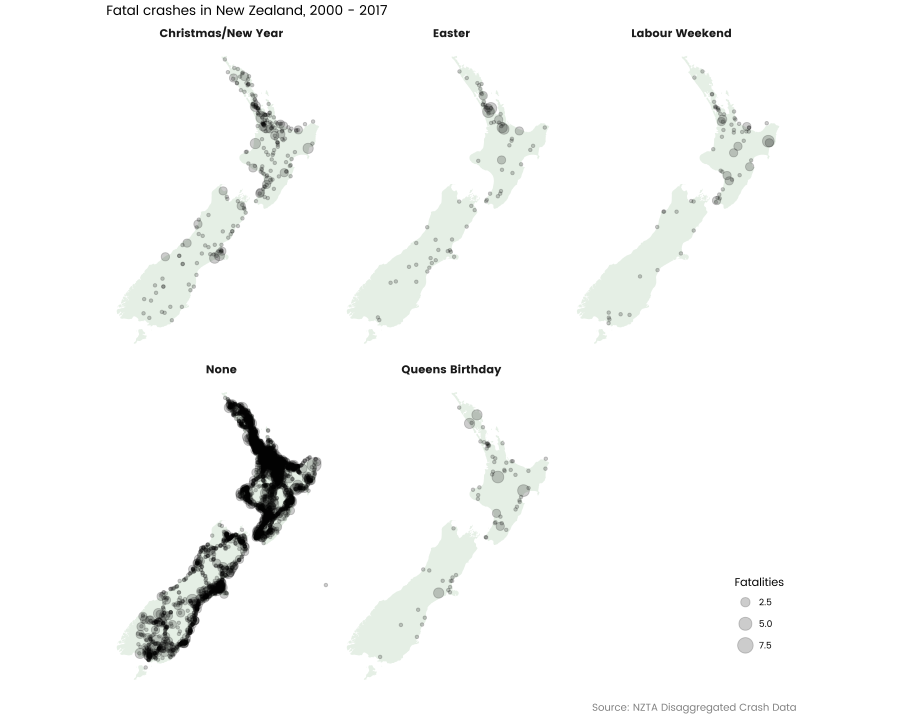 Fatal crashes in New Zealand, 2000 - 2017
Christmas/New Year
Easter
Labour Weekend
None
Queens Birthday
Fatalities
2.5
5.0
7.5
Source: NZTA Disaggregated Crash Data